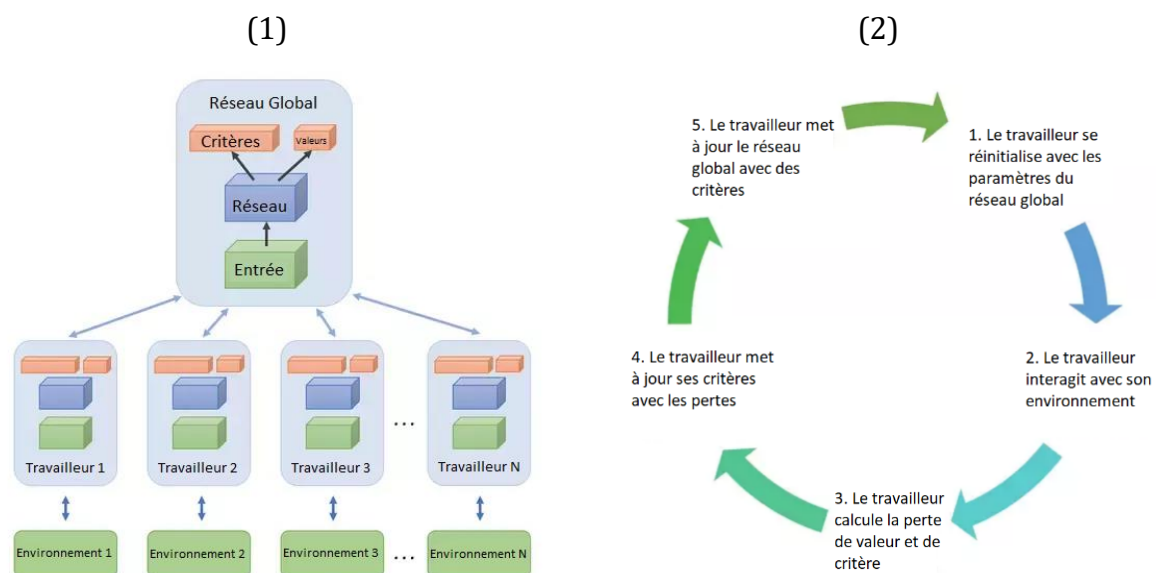 (1)
Réseau Global
Critères
Valeurs
Réseau
Entrée
Travailleur 1
Travailleur 2
Travailleur 3
...
Travailleur N
Environnement 1
Environnement 2
Environnement 3
...
Environnement N
(2)
1. Le travailleur se
réinitialise avec les
paramètres du
réseau global
2. Le travailleur
interagit avec son
environnement
3. Le travailleur
calcule la perte
de valeur et de
critère
4. Le travailleur met
à jour ses critères
avec les pertes
5. Le travailleur met
à jour le réseau
global avec des
critères